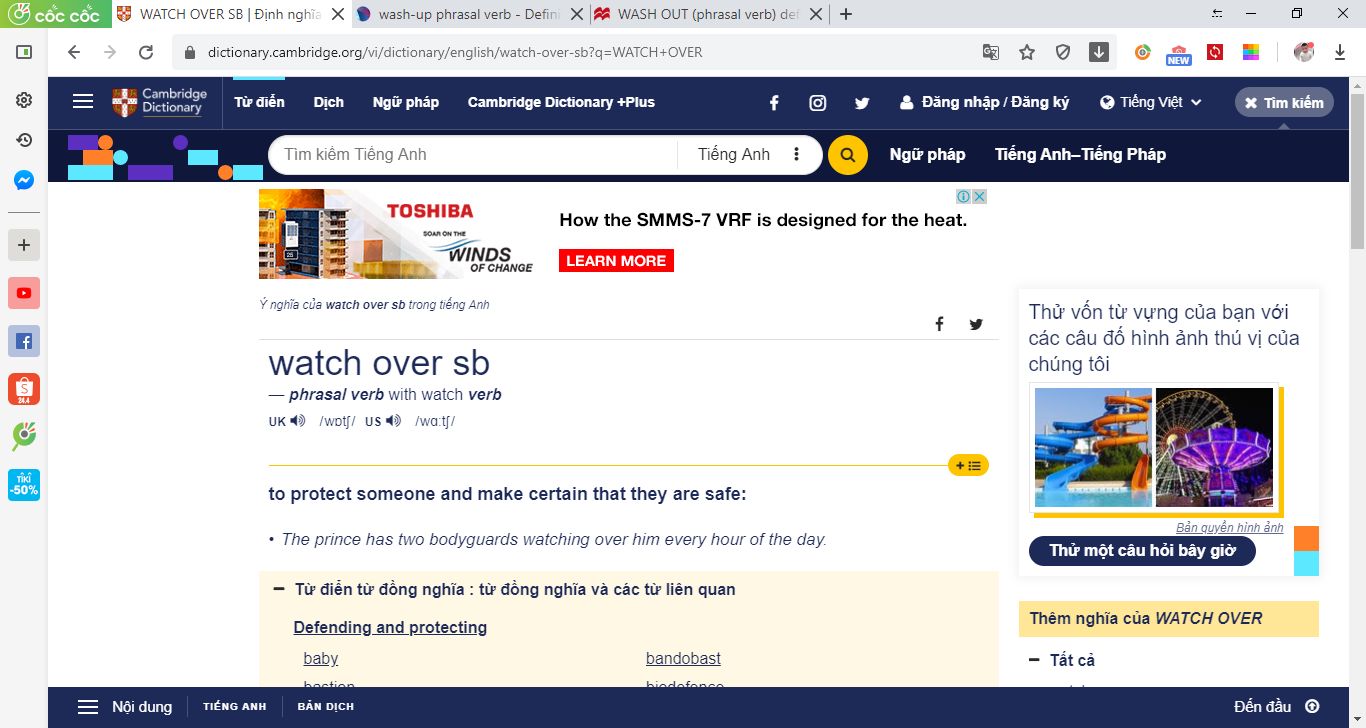 cốc cốc
WATCH OVER SB | Định nghĩa
wash-up phrasal verb - Defini
WASH OUT (phrasal verb) def
dictionary.cambridge.org/vi/dictionary/english/watch-over-sb?q=WATCH+OVER
NEW
Cambridge
Dictionary
Từ điển
Dịch
Ngữ pháp
Cambridge Dictionary +Plus
Đăng nhập / Đăng ký
Tiếng Việt
Tìm kiếm
Tìm kiếm Tiếng Anh
Tiếng Anh
Ngữ pháp
Tiếng Anh–Tiếng Pháp
TOSHIBA
SOAR ON THE
WINDS
OF CHANGE
How the SMMS-7 VRF is designed for the heat.
LEARN MORE
Ý nghĩa của watch over sb trong tiếng Anh
watch over sb
— phrasal verb with watch verb
UK /wɒtʃ/ US /wɑːtʃ/
to protect someone and make certain that they are safe:
• The prince has two bodyguards watching over him every hour of the day.
Từ điển từ đồng nghĩa : từ đồng nghĩa và các từ liên quan
Defending and protecting
baby
bandobast
bastion
biodefense
Thử vốn từ vựng của bạn với
các câu đố hình ảnh thú vị của
chúng tôi
Bản quyền hình ảnh
Thử một câu hỏi bây giờ
Thêm nghĩa của WATCH OVER
Tất cả
24.4
TIKI
-50%
Nội dung
TIẾNG ANH
BẢN DỊCH
Đến đầu